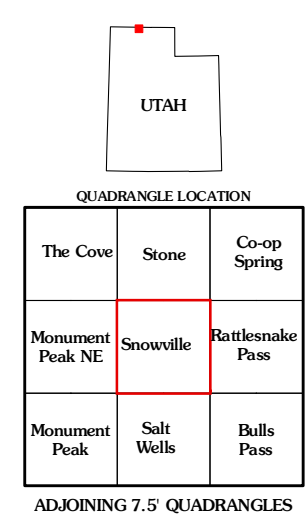 UTAH
QUADRANGLE LOCATION
The Cove
Stone
Co-op
Spring
Monument
Peak NE
Snowville
Rattlesnake
Pass
Monument
Peak
Salt
Wells
Bulls
Pass
ADJOINING 7.5' QUADRANGLES